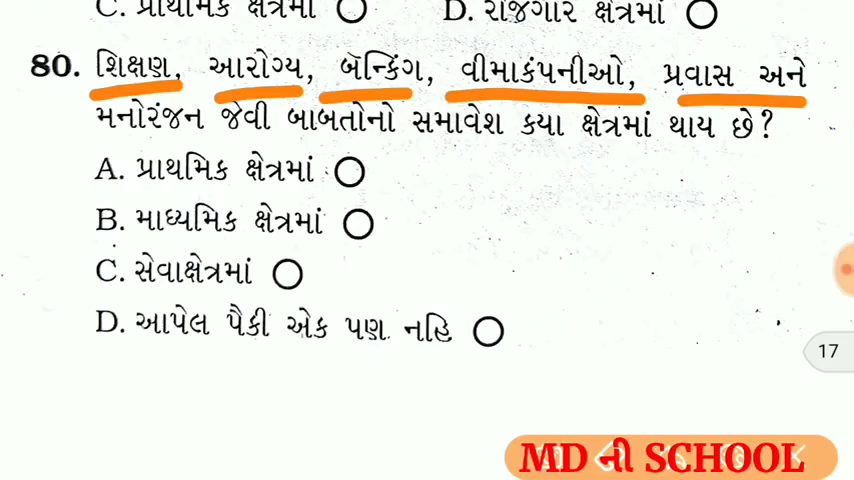 C. પ્રાથમિક ક્ષેત્રમાં
D. રોજગાર ક્ષેત્રમાં
80. શિક્ષણ, આરોગ્ય, બૅન્કિંગ, વીમાકંપનીઓ, પ્રવાસ અને
મનોરંજન જેવી બાબતોનો સમાવેશ કયા ક્ષેત્રમાં થાય છે?
A. પ્રાથમિક ક્ષેત્રમાં
B. માધ્યમિક ક્ષેત્રમાં
C. સેવાક્ષેત્રમાં
D. આપેલ પૈકી એક પણ નહિ
17
MD ની SCHOOL